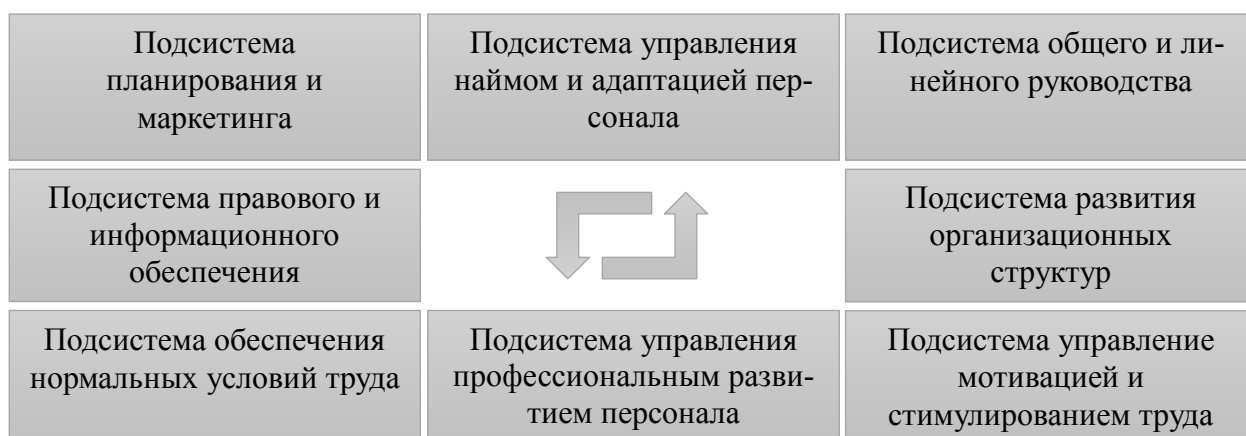 Подсистема
планирования и
маркетинга
Подсистема управления
наймом и адаптацией пер-
сонала
Подсистема общего и ли-
нейного руководства
Подсистема правового и
информационного
обеспечения
Подсистема развития
организационных
структур
Подсистема обеспечения
нормальных условий труда
Подсистема управления
профессиональным разви-
тием персонала
Подсистема управление
мотивацией и
стимулированием труда